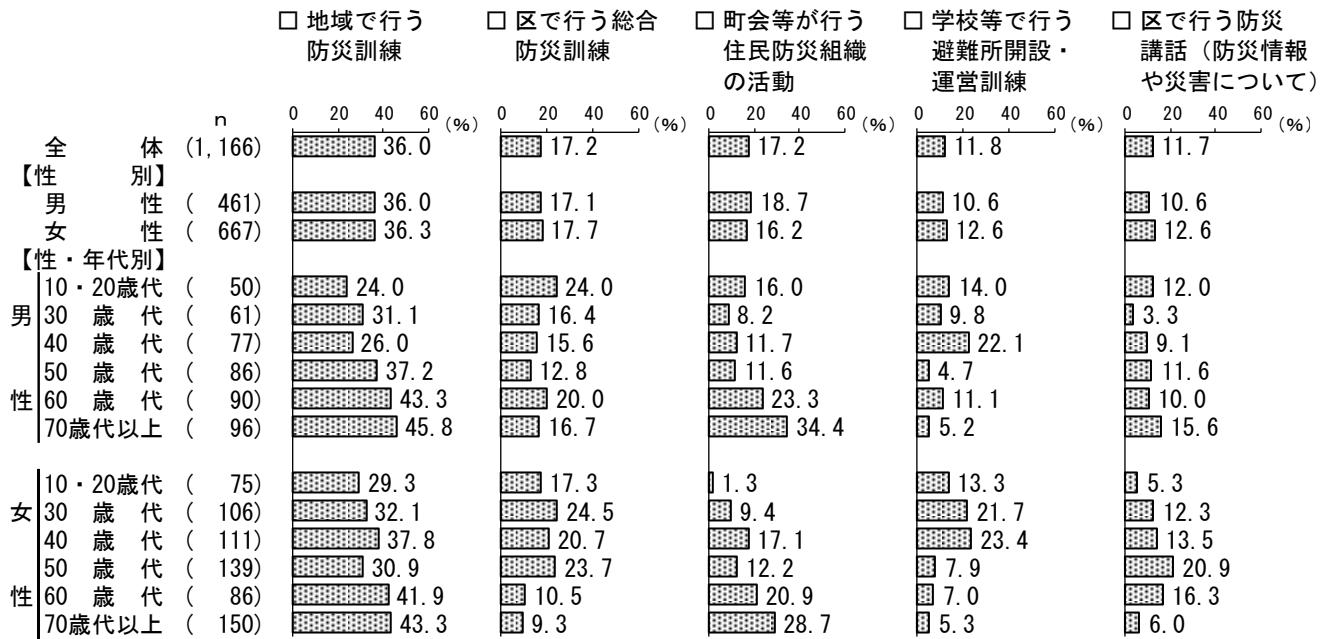 □ 地域で行う 防災訓練
□ 区で行う総合 防災訓練
□ 町会等が行う 住民防災組織 の活動
□ 学校等で行う 避難所開設・ 運営訓練
□ 区で行う防災 講話（防災情報 や災害について）
n 0 20 40 60 (%) 0 20 40 60 (%) 0 20 40 60 (%) 0 20 40 60 (%) 0 20 40 60 (%)
全体 (1,166) 36.0 17.2 17.2 11.8 11.7
【性別】
男性 (461) 36.0 17.1 18.7 10.6 10.6
女性 (667) 36.3 17.7 16.2 12.6 12.6
【性・年代別】
男性
10・20歳代 (50) 24.0 24.0 16.0 14.0 12.0
30歳代 (61) 31.1 16.4 8.2 9.8 3.3
40歳代 (77) 26.0 15.6 11.7 22.1 9.1
50歳代 (86) 37.2 12.8 11.6 4.7 11.6
60歳代 (90) 43.3 20.0 23.3 11.1 10.0
70歳代以上 (96) 45.8 16.7 34.4 5.2 15.6
女性
10・20歳代 (75) 29.3 17.3 1.3 13.3 5.3
30歳代 (106) 32.1 24.5 9.4 21.7 12.3
40歳代 (111) 37.8 20.7 17.1 23.4 13.5
50歳代 (139) 30.9 23.7 12.2 7.9 20.9
60歳代 (86) 41.9 10.5 20.9 7.0 16.3
70歳代以上 (150) 43.3 9.3 28.7 5.3 6.0